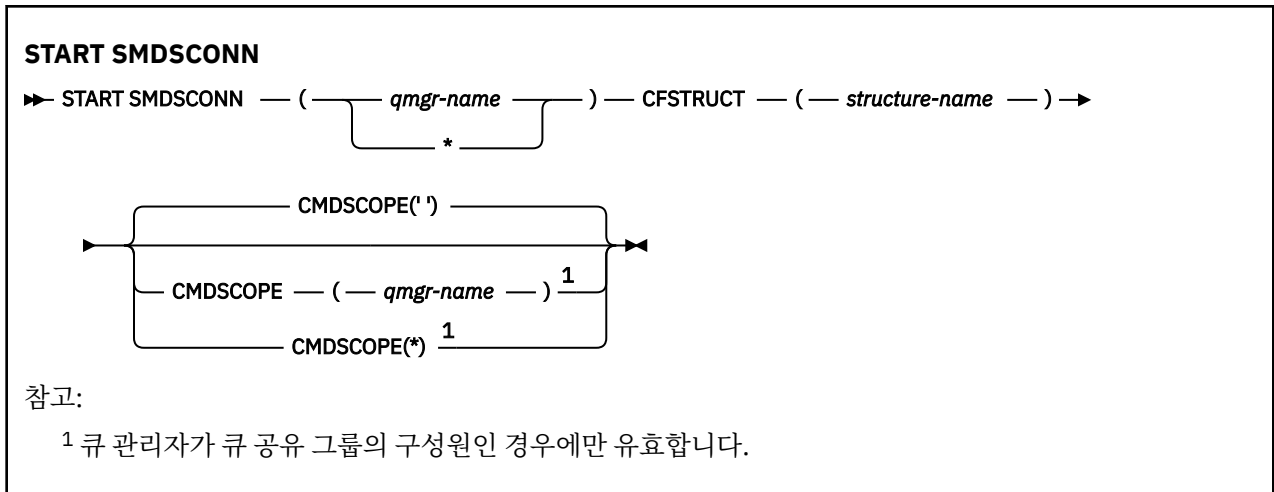 START SMDSCONN
START SMDSCONN ( qmgr-name ) CFSTRUCT ( structure-name )
*
CMDSCOPE(' ')
CMDSCOPE ( qmgr-name ) 1
CMDSCOPE(*) 1
참고:
1 큐 관리자가 큐 공유 그룹의 구성원인 경우에만 유효합니다.